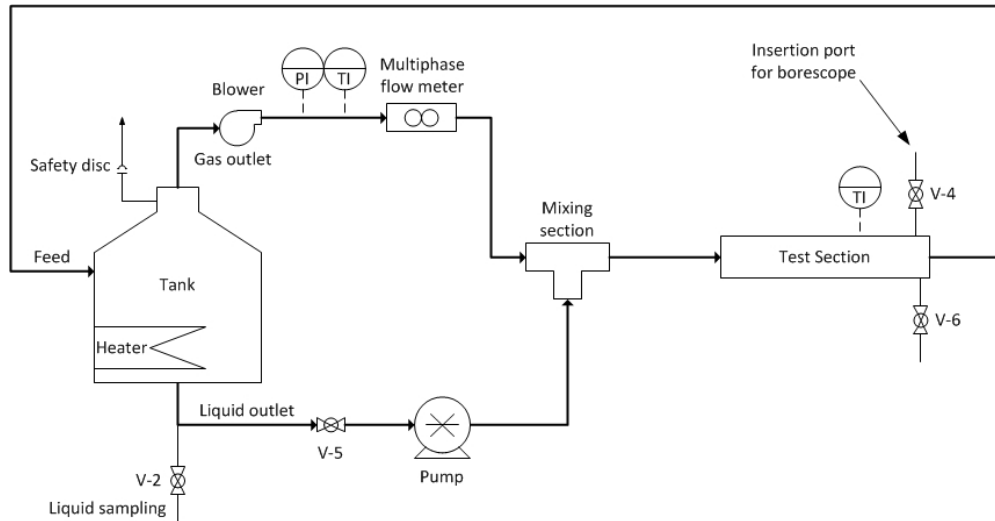 Insertion port
for borescope
PI
TI
Multiphase
flow meter
Blower
Gas outlet
Safety disc
TI
V-4
Mixing
section
Feed
Tank
Test Section
V-6
Heater
Liquid outlet
V-5
Pump
V-2
Liquid sampling